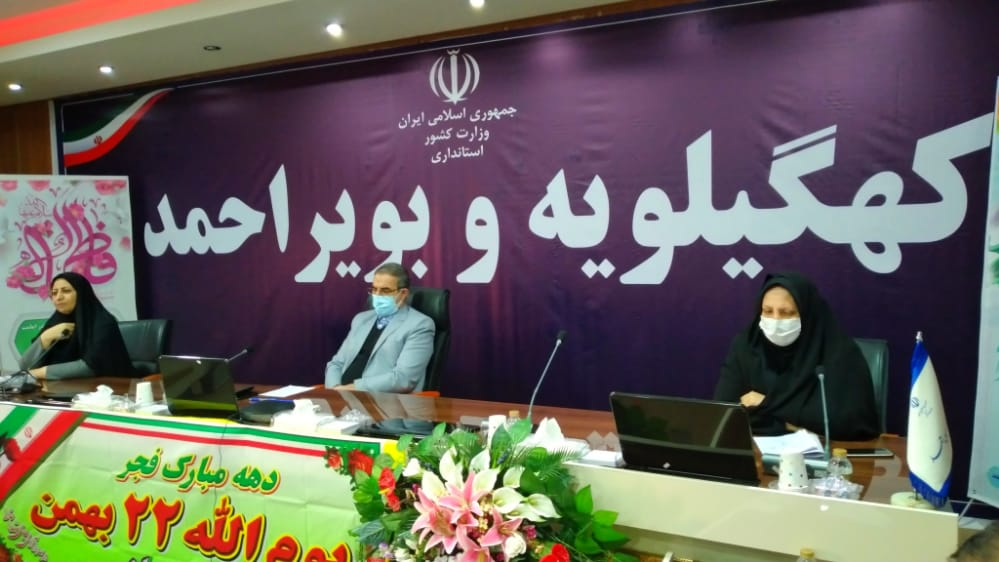 جمهوری اسلامی ایران
وزارت کشور
استانداری
کهگیلویه و بویراحمد
دهه مبارک فجر
یوم الله ۲۲ بهمن